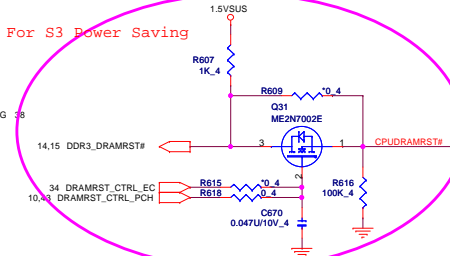 1.5VSUS
For S3 Power Saving
R607
1K_4
R609
*0_4
Q31
ME2N7002E
G 38
14,15 DDR3_DRAMRST#
3
1
CPUDRAMRST#
2
34 DRAMRST_CTRL_EC
R615
*0_4
10,43 DRAMRST_CTRL_PCH
R618
0_4
R616
100K_4
C670
0.047U/10V_4